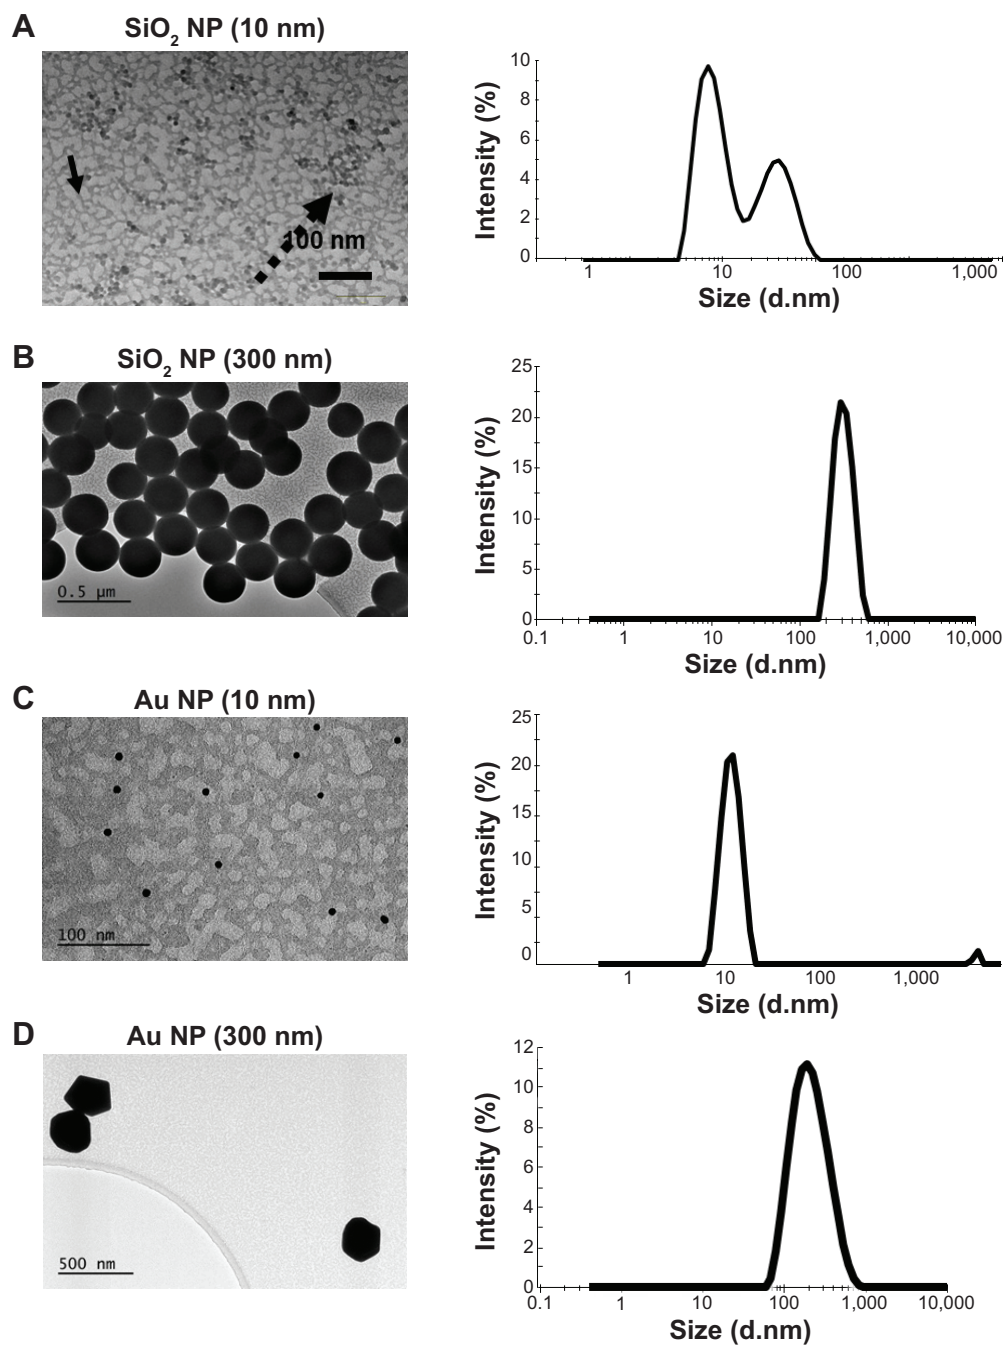 A
SiO2 NP (10 nm)
100 nm
Intensity (%)
10
8
6
4
2
0
1 10 100 1,000
Size (d.nm)
B
SiO2 NP (300 nm)
0.5 µm
Intensity (%)
25
20
15
10
5
0
0.1 1 10 100 1,000 10,000
Size (d.nm)
C
Au NP (10 nm)
100 nm
Intensity (%)
25
20
15
10
5
0
1 10 100 1,000
Size (d.nm)
D
Au NP (300 nm)
500 nm
Intensity (%)
12
10
8
6
4
2
0
0.1 1 10 100 1,000 10,000
Size (d.nm)